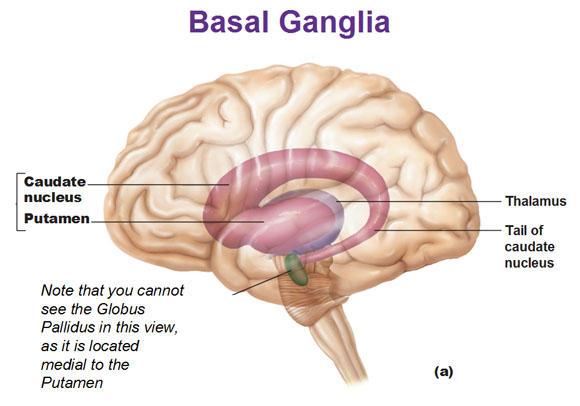 Basal Ganglia
Caudate
nucleus
Putamen
Thalamus
Tail of
caudate
nucleus
Note that you cannot
see the Globus
Pallidus in this view,
as it is located
medial to the
Putamen
(a)